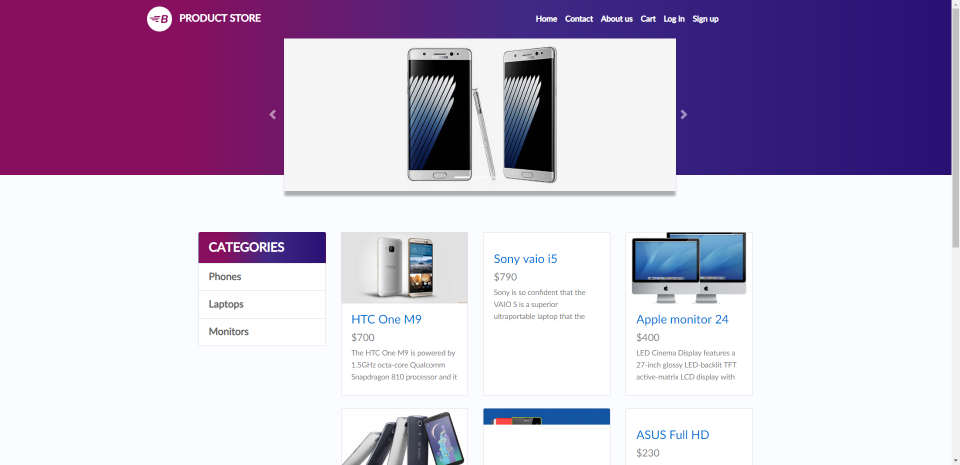 B PRODUCT STORE
Home Contact About us Cart Log in Sign up
CATEGORIES
Phones
Laptops
Monitors
HTC One M9
$700
The HTC One M9 is powered by
1.5GHz octa-core Qualcomm
Snapdragon 810 processor and it
Sony vaio i5
$790
Sony is so confident that the
VAIO S is a superior
ultraportable laptop that the
Apple monitor 24
$400
LED Cinema Display features a
27-inch glossy LED-backlit TFT
active-matrix LCD display with
ASUS Full HD
$230